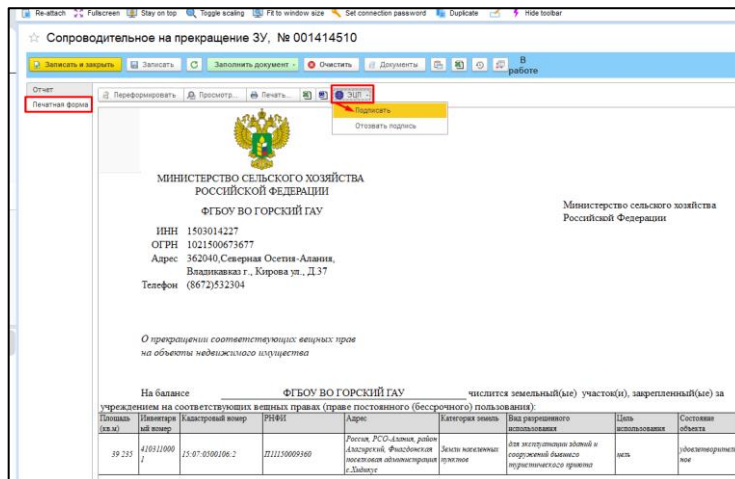 Re-attach Fullscreen Stay on top Toggle scaling Fit to window size Set connection password Duplicate Hide toolbar
Сопроводительное на прекращение ЗУ, № 001414510
Записать и закрыть Записать Заполнить документ Очистить Документы В работе
Отчет
Печатная форма
Переформировать Просмотр... Печать... ЭЦП
Подписать
Отозвать подпись
МИНИСТЕРСТВО СЕЛЬСКОГО ХОЗЯЙСТВА
РОССИЙСКОЙ ФЕДЕРАЦИИ
ФГБОУ ВО ГОРСКИЙ ГАУ
Министерство сельского хозяйства
Российской Федерации
ИНН 1503014227
ОГРН 1021500673677
Адрес 362040,Северная Осетия-Алания,
Владикавказ г., Кирова ул., Д.37
Телефон (8672)532304
О прекращении соответствующих вещных прав
на объекты недвижимого имущества
На балансе ФГБОУ ВО ГОРСКИЙ ГАУ числится земельный(ые) участок(и), закрепленный(ые) за
учреждением на соответствующих вещных правах (праве постоянного (бессрочного) пользования):
Площадь (кв.м) Инвентарный номер Кадастровый номер РНФИ Адрес Категория земель Вид разрешенного использования Цель использования Состояние объекта
39 235 410311000 1 15:07:0500106:2 П11150009360
Россия, РСО-Алания, район
Алагирский, Фиагдонская
поселковая администрация
с.Хидикус
Земли населенных
пунктов
для эксплуатации зданий и
сооружений бывшего
туристического приюта
цель
удовлетворитель
ное